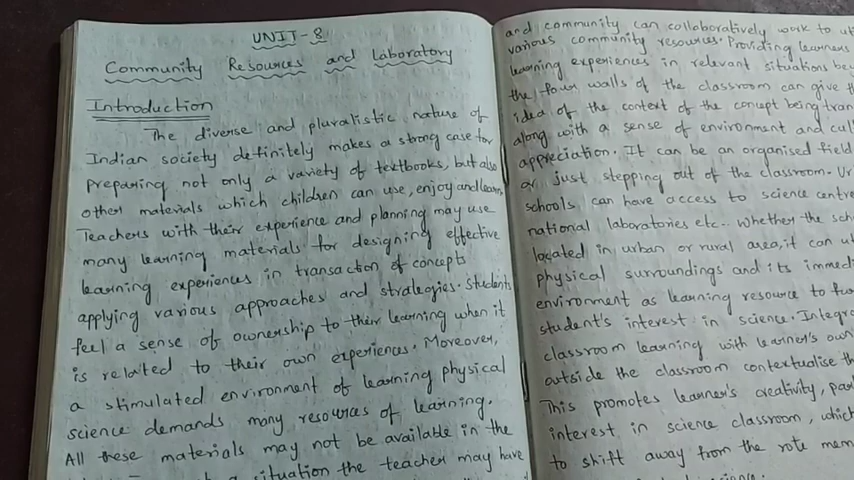 UNIT-8
Community Resources and Laboratory
Introduction
The diverse and pluralistic nature of
Indian society definitely makes a strong case for
preparing not only a variety of textbooks, but also
other materials which children can use, enjoy and learn,
Teachers with their experience and planning may use
many learning materials for designing effective
learning experiences in transaction of concepts
applying various approaches and strategies. students
feel a sense of ownership to their learning when it
is related to their own experiences. Moreover,
a stimulated environment of learning physical
science demands many resources of learning.
All these materials may not be available in the
situation the teacher may have
and community can collaboratively work to
various community resources. Providing learners
learning experiences in relevant situations
the four walls of the classroom can give
idea of the context of the concept being
along with a sense of environment and
appreciation. It can be an organised field
or just stepping out of the classroom.
schools can have access to science
national laboratories etc.. Whether the
located in urban or rural area, it can
physical surroundings and its
environment as learning resource to
student's interest in science.
classroom learning with learner's own
outside the classroom contextualise
This promotes learner's creativity,
interest in science classroom, which
to shift away from the rote